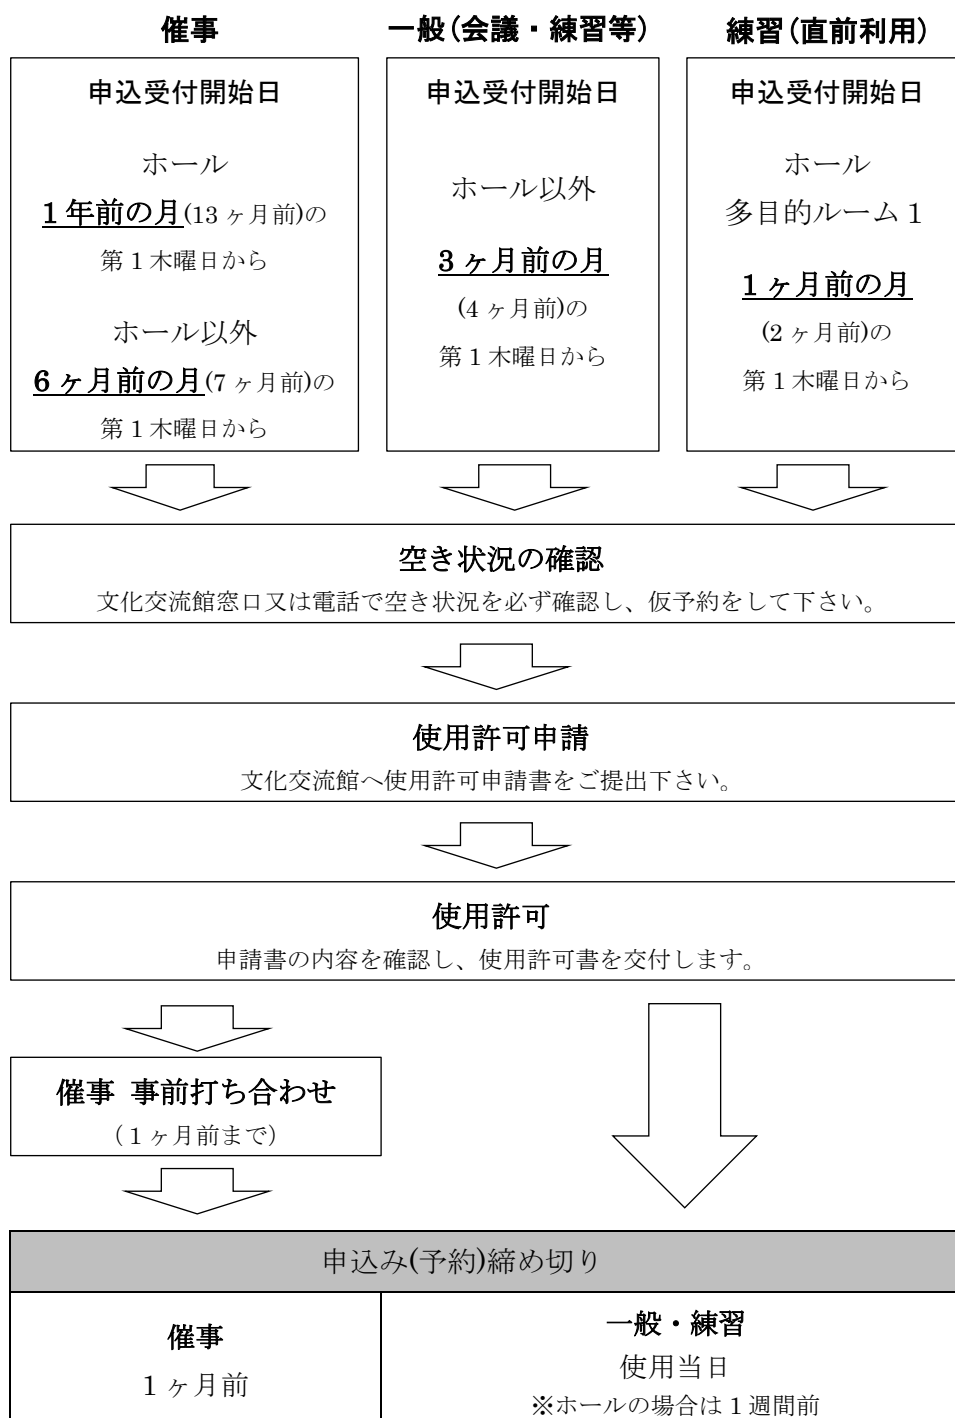 催事
申込受付開始日
ホール
１年前の月(13 ヶ月前)の
第１木曜日から
ホール以外
６ヶ月前の月(7 ヶ月前)の
第１木曜日から
一般(会議・練習等)
申込受付開始日
ホール以外
３ヶ月前の月
(4 ヶ月前)の
第１木曜日から
練習(直前利用)
申込受付開始日
ホール
多目的ルーム１
１ヶ月前の月
(2 ヶ月前)の
第１木曜日から
空き状況の確認
文化交流館窓口又は電話で空き状況を必ず確認し、仮予約をして下さい。
使用許可申請
文化交流館へ使用許可申請書をご提出下さい。
使用許可
申請書の内容を確認し、使用許可書を交付します。
催事 事前打ち合わせ
（１ヶ月前まで）
申込み(予約)締め切り
催事
１ヶ月前
一般・練習
使用当日
※ホールの場合は１週間前